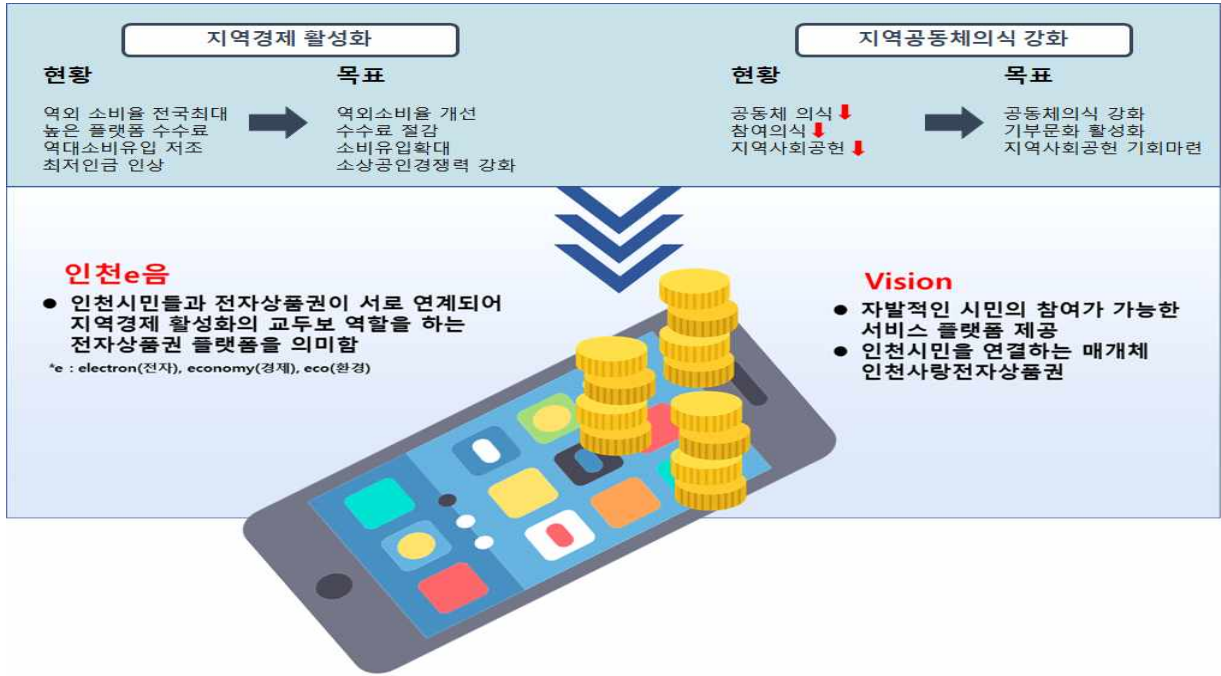 지역경제 활성화
현황
역외 소비율 전국최대
높은 플랫폼 수수료
역대소비유입 저조
최저인금 인상
목표
역외소비율 개선
수수료 절감
소비유입확대
소상공인경쟁력 강화
지역공동체의식 강화
현황
공동체 의식
참여의식
지역사회공헌
목표
공동체의식 강화
기부문화 활성화
지역사회공헌 기회마련
인천e음
● 인천시민들과 전자상품권이 서로 연계되어
지역경제 활성화의 교두보 역할을 하는
전자상품권 플랫폼을 의미함
*e : electron(전자), economy(경제), eco(환경)
Vision
● 자발적인 시민의 참여가 가능한
서비스 플랫폼 제공
● 인천시민을 연결하는 매개체
인천사랑전자상품권